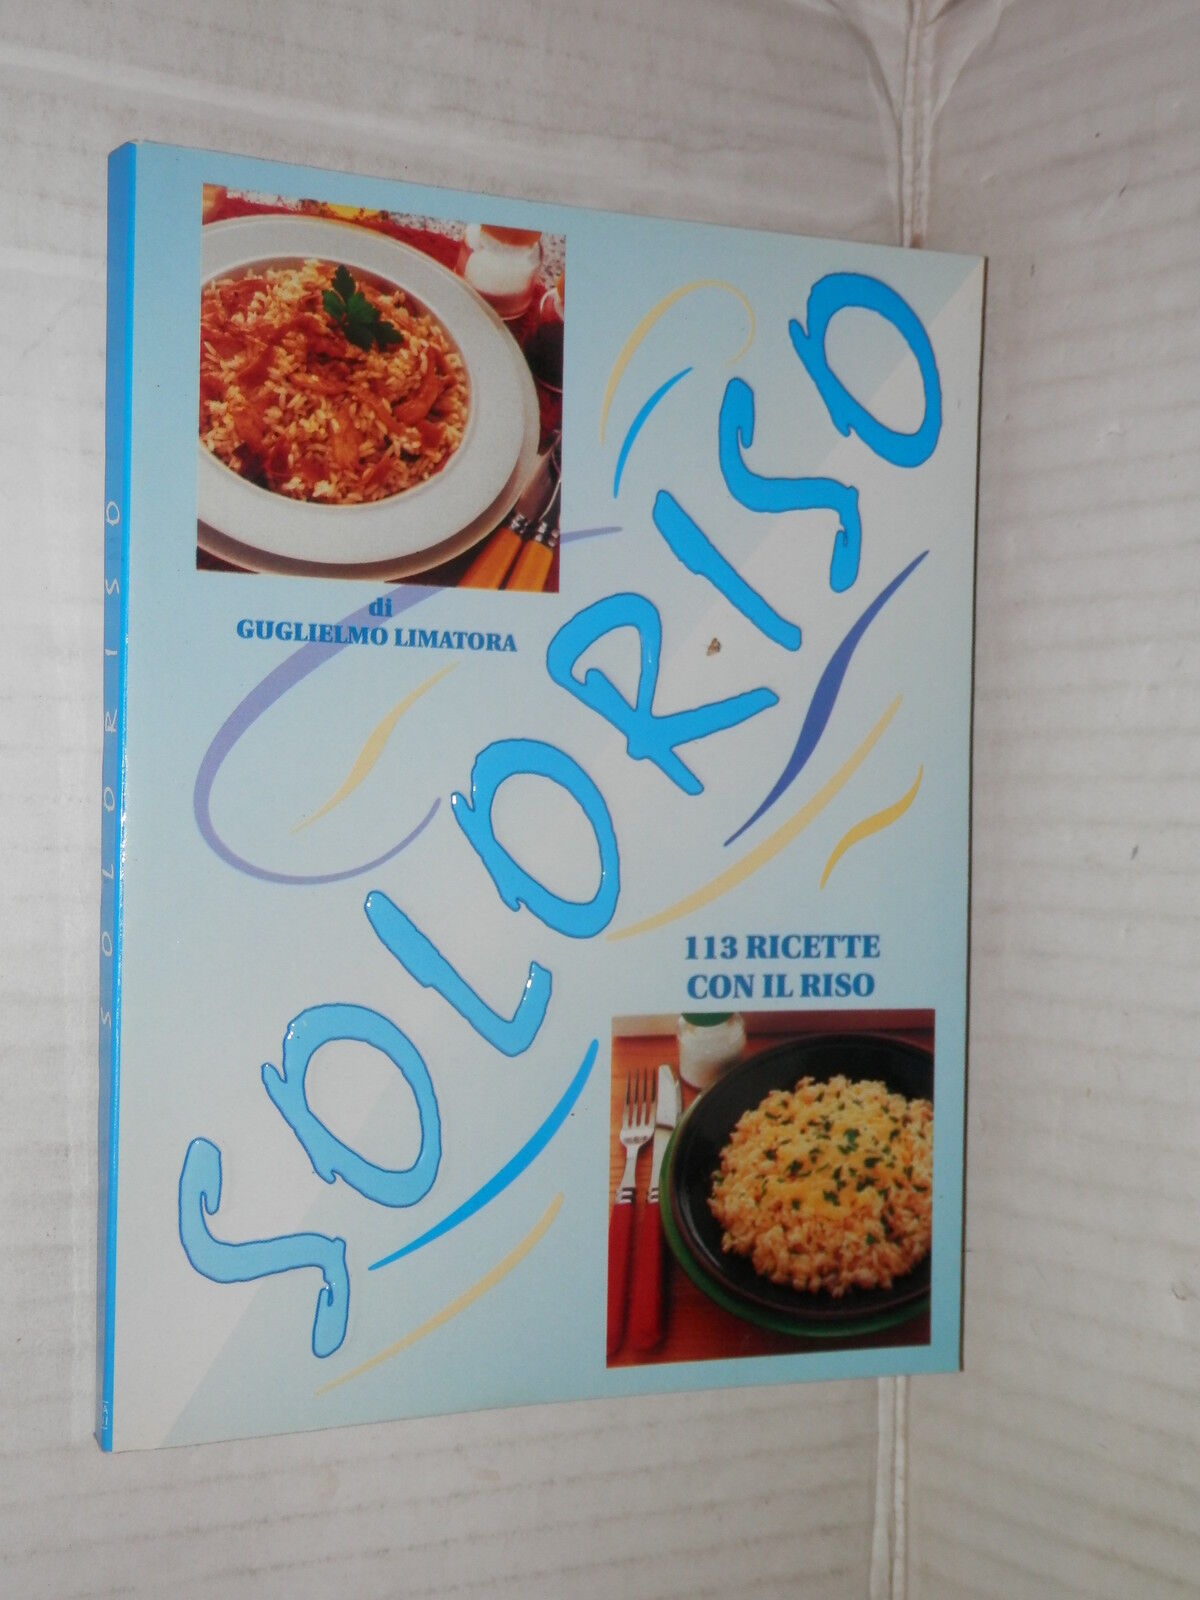 di
GUGLIELMO LIMATORA
SOLORISO
113 RICETTE
CON IL RISO
SOLORISO